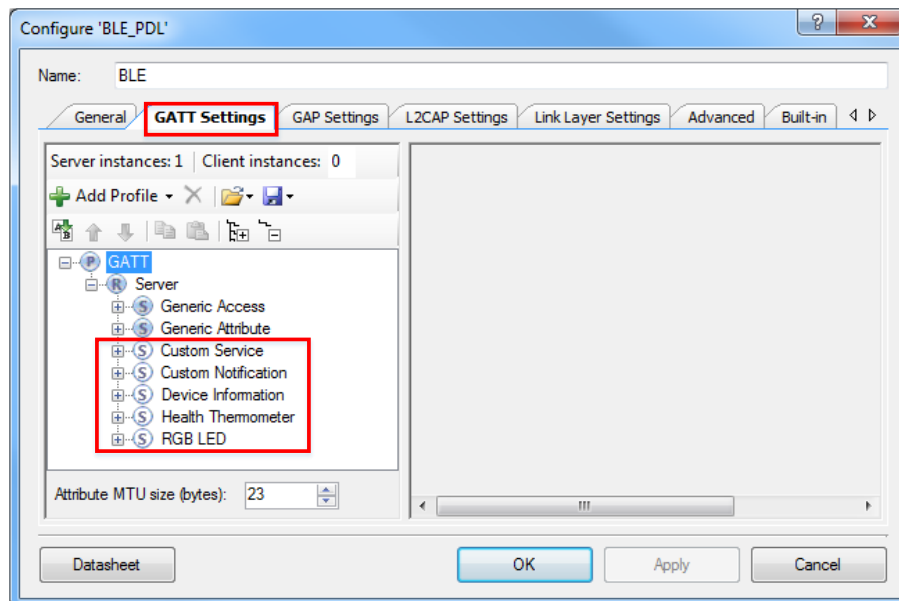 Configure 'BLE_PDL'
Name: BLE
General GATT Settings GAP Settings L2CAP Settings Link Layer Settings Advanced Built-in
Server instances: 1 Client instances: 0
Add Profile
GATT
Server
Generic Access
Generic Attribute
Custom Service
Custom Notification
Device Information
Health Thermometer
RGB LED
Attribute MTU size (bytes): 23
Datasheet OK Apply Cancel